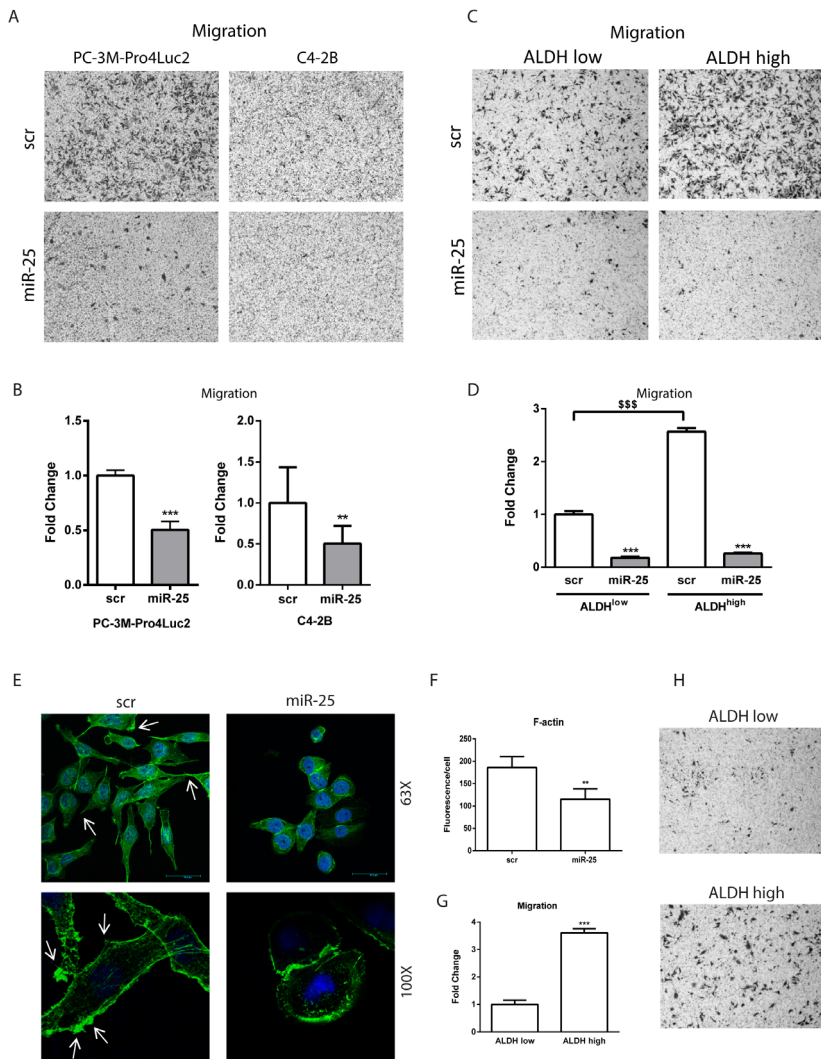 A
Migration
PC-3M-Pro4Luc2 C4-2B
scr
miR-25
C
Migration
ALDH low ALDH high
scr
miR-25
B
Migration
Fold Change
1.5
1.0
0.5
0.0
***
scr miR-25
PC-3M-Pro4Luc2
Fold Change
2.0
1.5
1.0
0.5
0.0
**
scr miR-25
C4-2B
D
Migration
$$$
Fold Change
3
2
1
0
***
***
scr miR-25 scr miR-25
ALDHlow ALDHhigh
E
scr miR-25
63X
100X
F
F-actin
Fluorescence/cell
250
200
150
100
50
0
**
scr miR-25
G
Migration
Fold Change
4
3
2
1
0
***
ALDH low ALDH high
H
ALDH low
ALDH high